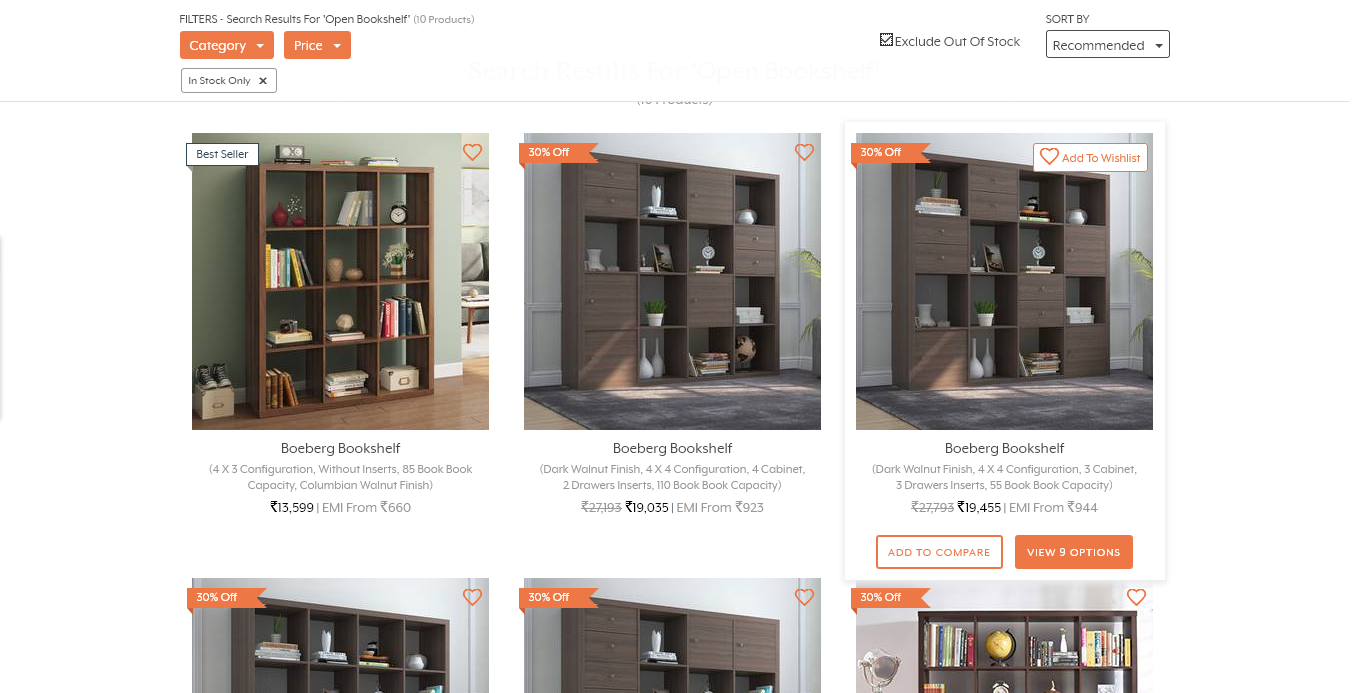 FILTERS - Search Results For 'Open Bookshelf' (10 Products)
SORT BY
Category
Price
Exclude Out Of Stock
Recommended
In Stock Only
Search Results For 'Open Bookshelf'
(10 Products)
Best Seller
30% Off
30% Off
Add To Wishlist
Boeberg Bookshelf
(4 X 3 Configuration, Without Inserts, 85 Book Book
Capacity, Columbian Walnut Finish)
₹13,599 | EMI From ₹660
Boeberg Bookshelf
(Dark Walnut Finish, 4 X 4 Configuration, 4 Cabinet,
2 Drawers Inserts, 110 Book Book Capacity)
₹27,193 ₹19,035 | EMI From ₹923
Boeberg Bookshelf
(Dark Walnut Finish, 4 X 4 Configuration, 3 Cabinet,
3 Drawers Inserts, 55 Book Book Capacity)
₹27,793 ₹19,455 | EMI From ₹944
ADD TO COMPARE
VIEW 9 OPTIONS
30% Off
30% Off
30% Off